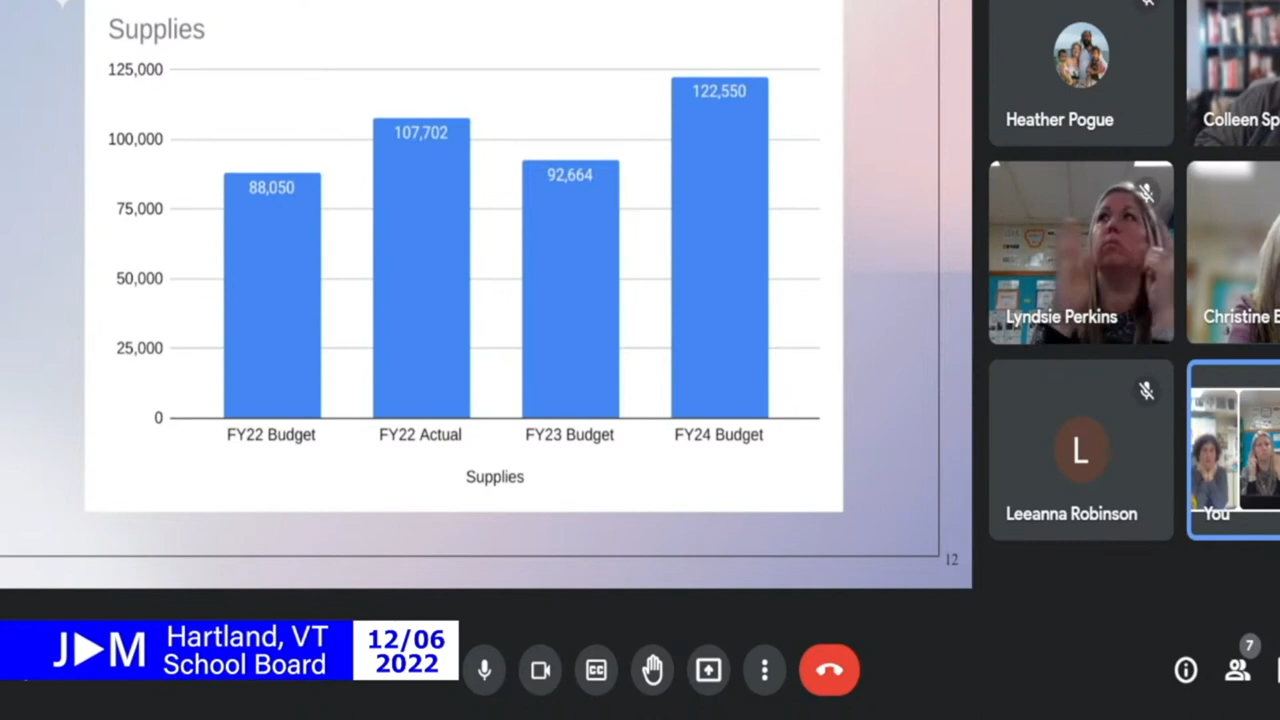 Supplies
125,000
100,000
75,000
50,000
25,000
0
88,050
107,702
92,664
122,550
FY22 Budget
FY22 Actual
FY23 Budget
FY24 Budget
Supplies
12
Heather Pogue
Colleen Sp
Lyndsie Perkins
Christine E
L
Leeanna Robinson
You
J▶M
Hartland, VT
School Board
12/06
2022
CC
7